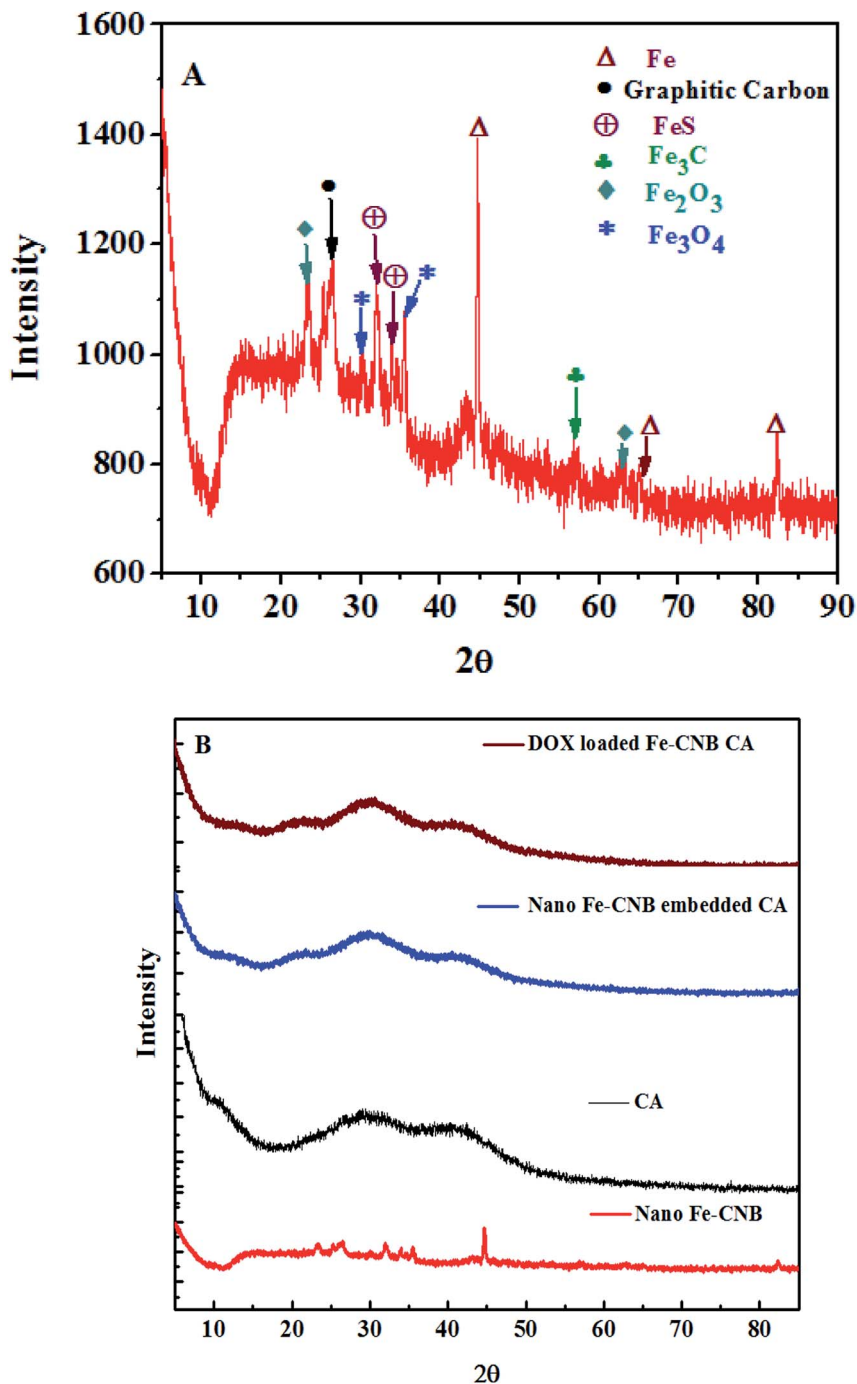 1600
1400
1200
1000
800
600
Intensity
A
Fe
Graphitic Carbon
FeS
Fe3C
Fe2O3
Fe3O4
10 20 30 40 50 60 70 80 90
2θ
B
DOX loaded Fe-CNB CA
Nano Fe-CNB embedded CA
CA
Nano Fe-CNB
Intensity
10 20 30 40 50 60 70 80
2θ